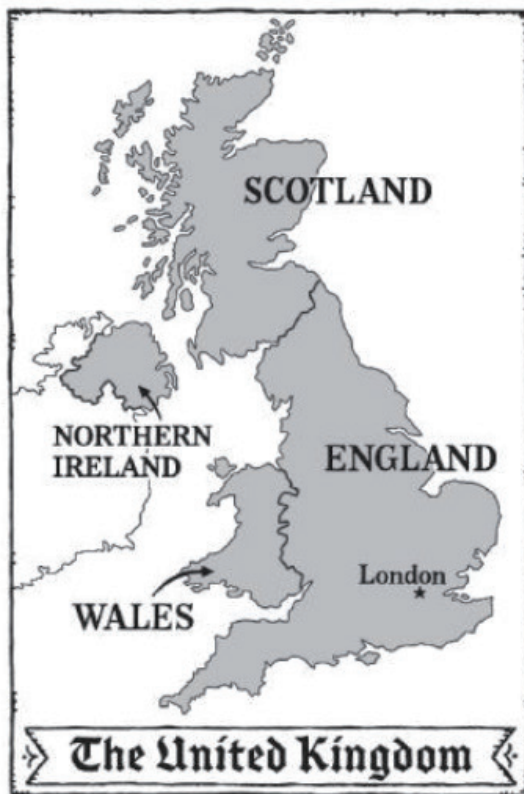 SCOTLAND
NORTHERN
IRELAND
ENGLAND
London
WALES
The United Kingdom